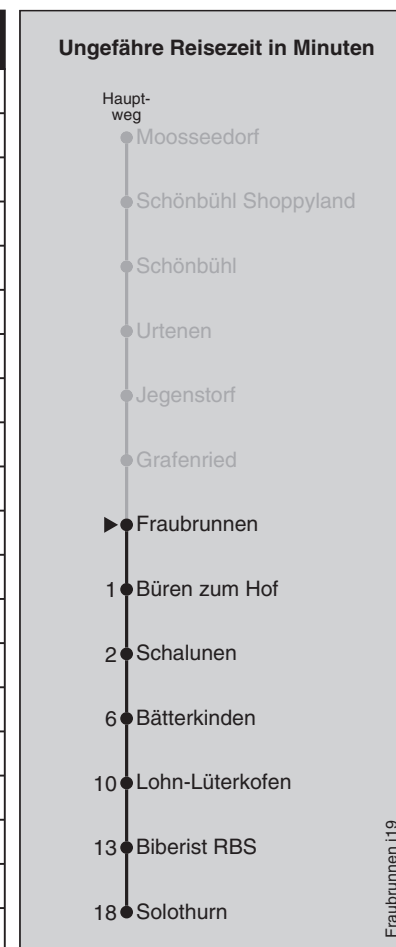 Ungefähre Reisezeit in Minuten
Haupt-
weg
Moosseedorf
Schönbühl Shoppyland
Schönbühl
Urtenen
Jegenstorf
Grafenried
Fraubrunnen
1 Büren zum Hof
2 Schalunen
6 Bätterkinden
10 Lohn-Lüterkofen
13 Biberist RBS
18 Solothurn
Fraubrunnen j19